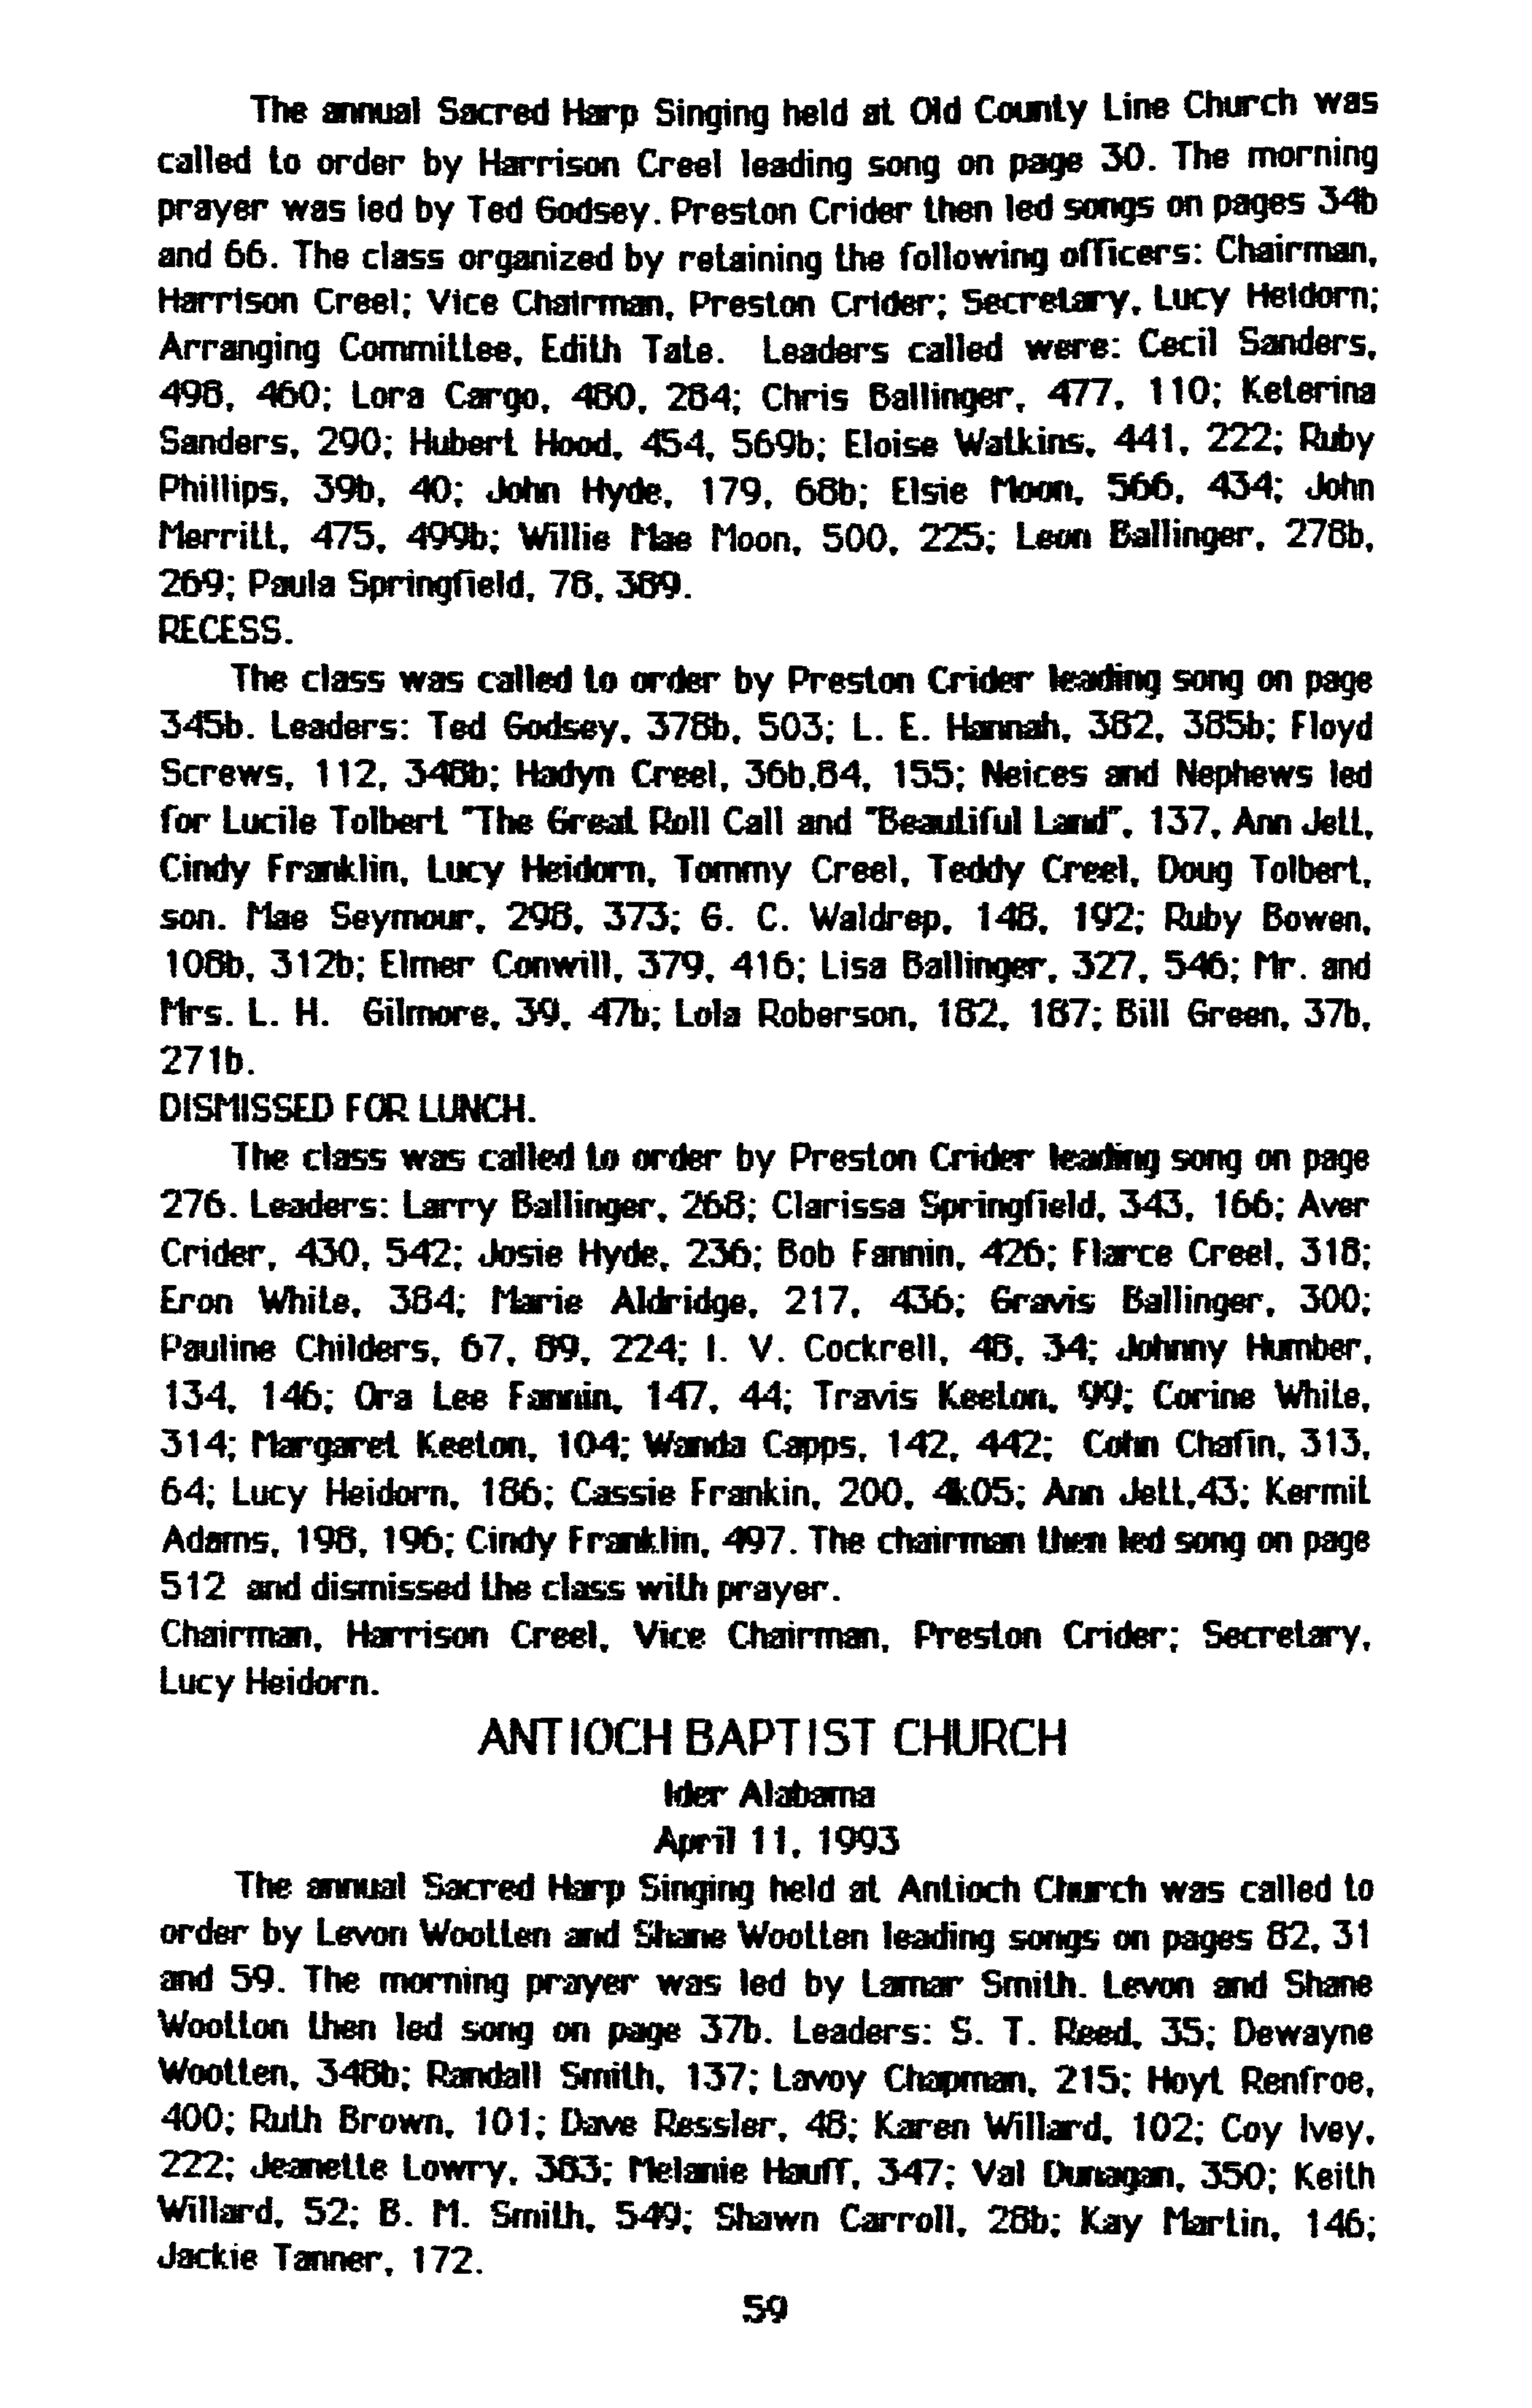 The annual Sacred Harp Singing held at Old County Line Church was
called to order by Harrison Creel leading song on page 30. The morning
prayer was led by Ted Godsey. Preston Crider then led songs on pages 34b
and 66. The class organized by retaining the following officers: Chairman,
Harrison Creel; Vice Chairman, Preston Crider; Secretary, Lucy Heidorn;
Arranging Committee, Edith Tate. Leaders called were: Cecil Sanders,
498, 460; Lora Cargo, 480, 284; Chris Ballinger, 477, 110; Keterina
Sanders, 290; Hubert Hood, 454, 569b; Eloise Watkins, 441, 222; Ruby
Phillips, 39b, 40; John Hyde, 179, 68b; Elsie Moon, 566, 434; John
Merritt, 475, 499b; Willie Mae Moon, 500, 225; Leon Ballinger, 278b,
269; Paula Springfield, 78, 389.
RECESS.
The class was called to order by Preston Crider leading song on page
345b. Leaders: Ted Godsey, 378b, 503; L. E. Hannah, 382, 385b; Floyd
Screws, 112, 348b; Hadyn Creel, 36b,84, 155; Neices and Nephews led
for Lucile Tolbert "The Great Roll Call and "Beautiful Land", 137, Ann Jett,
Cindy Franklin, Lucy Heidorn, Tommy Creel, Teddy Creel, Doug Tolbert,
son. Mae Seymour, 298, 373; G. C. Waldrep, 148, 192; Ruby Bowen,
108b, 312b; Elmer Conwill, 379, 416; Lisa Ballinger, 327, 546; Mr. and
Mrs. L. H. Gilmore, 39, 47b; Lola Roberson, 182, 187; Bill Green, 37b,
271b.
DISMISSED FOR LUNCH.
The class was called to order by Preston Crider leading song on page
276. Leaders: Larry Ballinger, 268; Clarissa Springfield, 343, 166; Aver
Crider, 430, 542; Josie Hyde, 236; Bob Fannin, 426; Flarce Creel, 318;
Eron White, 384; Marie Aldridge, 217, 436; Gravis Ballinger, 300;
Pauline Childers, 67, 89, 224; I. V. Cockrell, 48, 34; Johnny Humber,
134, 146; Ora Lee Fannin, 147, 44; Travis Keeton, 99; Corine White,
314; Margaret Keeton, 104; Wanda Capps, 142, 442; Cohn Chafin, 313,
64; Lucy Heidorn, 186; Cassie Frankin, 200, 4k05; Ann Jett,43; Kermit
Adams, 198, 196; Cindy Franklin, 497. The chairman then led song on page
512 and dismissed the class with prayer.
Chairman, Harrison Creel, Vice Chairman, Preston Crider; Secretary,
Lucy Heidorn.
ANTIOCH BAPTIST CHURCH
Ider Alabama
April 11, 1993
The annual Sacred Harp Singing held at Antioch Church was called to
order by Levon Wootten and Shane Wootten leading songs on pages 82, 31
and 59. The morning prayer was led by Lamar Smith. Levon and Shane
Wootton then led song on page 37b. Leaders: S. T. Reed, 35; Dewayne
Wootten, 348b; Randall Smith, 137; Lavoy Chapman, 215; Hoyt Renfroe,
400; Ruth Brown, 101; Dave Ressler, 48; Karen Willard, 102; Coy Ivey,
222; Jeanette Lowry, 383; Melanie Hauff, 347; Val Dunagan, 350; Keith
Willard, 52; B. M. Smith, 549; Shawn Carroll, 28b; Kay Martin, 146;
Jackie Tanner, 172.
59